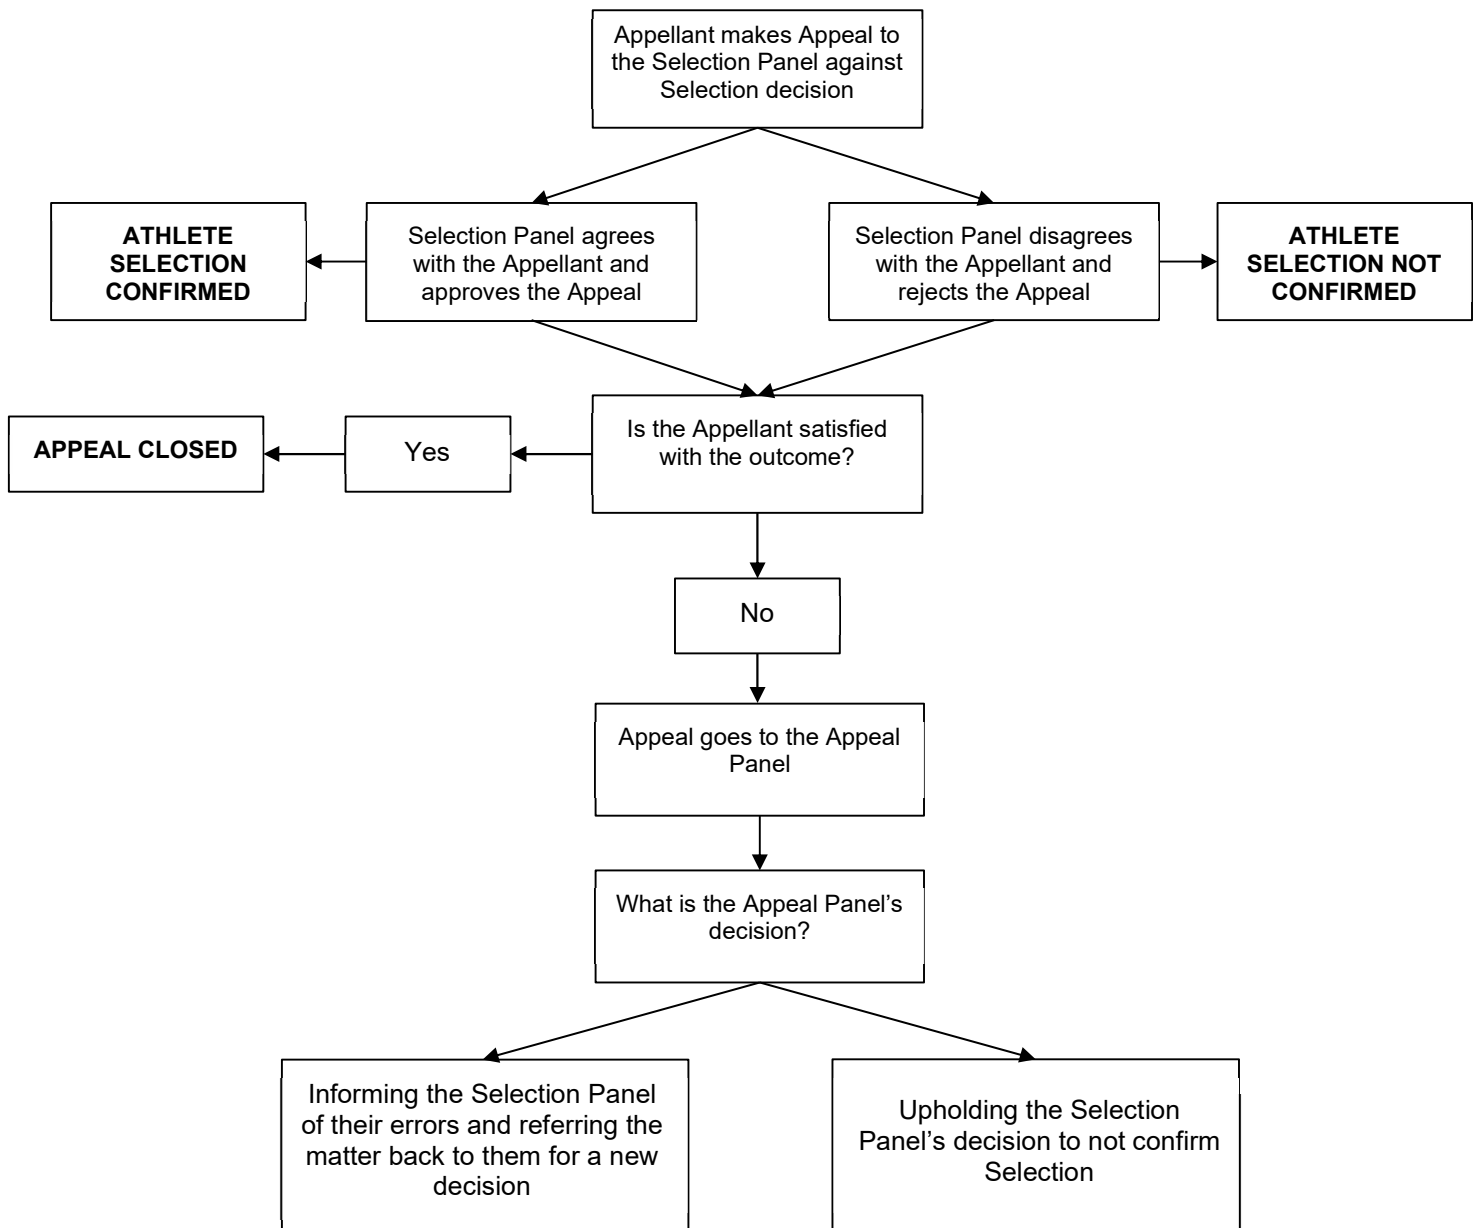 Appellant makes Appeal to
the Selection Panel against
Selection decision
ATHLETE
SELECTION
CONFIRMED
Selection Panel agrees
with the Appellant and
approves the Appeal
Selection Panel disagrees
with the Appellant and
rejects the Appeal
ATHLETE
SELECTION NOT
CONFIRMED
APPEAL CLOSED
Yes
Is the Appellant satisfied
with the outcome?
No
Appeal goes to the Appeal
Panel
What is the Appeal Panel’s
decision?
Informing the Selection Panel
of their errors and referring the
matter back to them for a new
decision
Upholding the Selection
Panel’s decision to not confirm
Selection